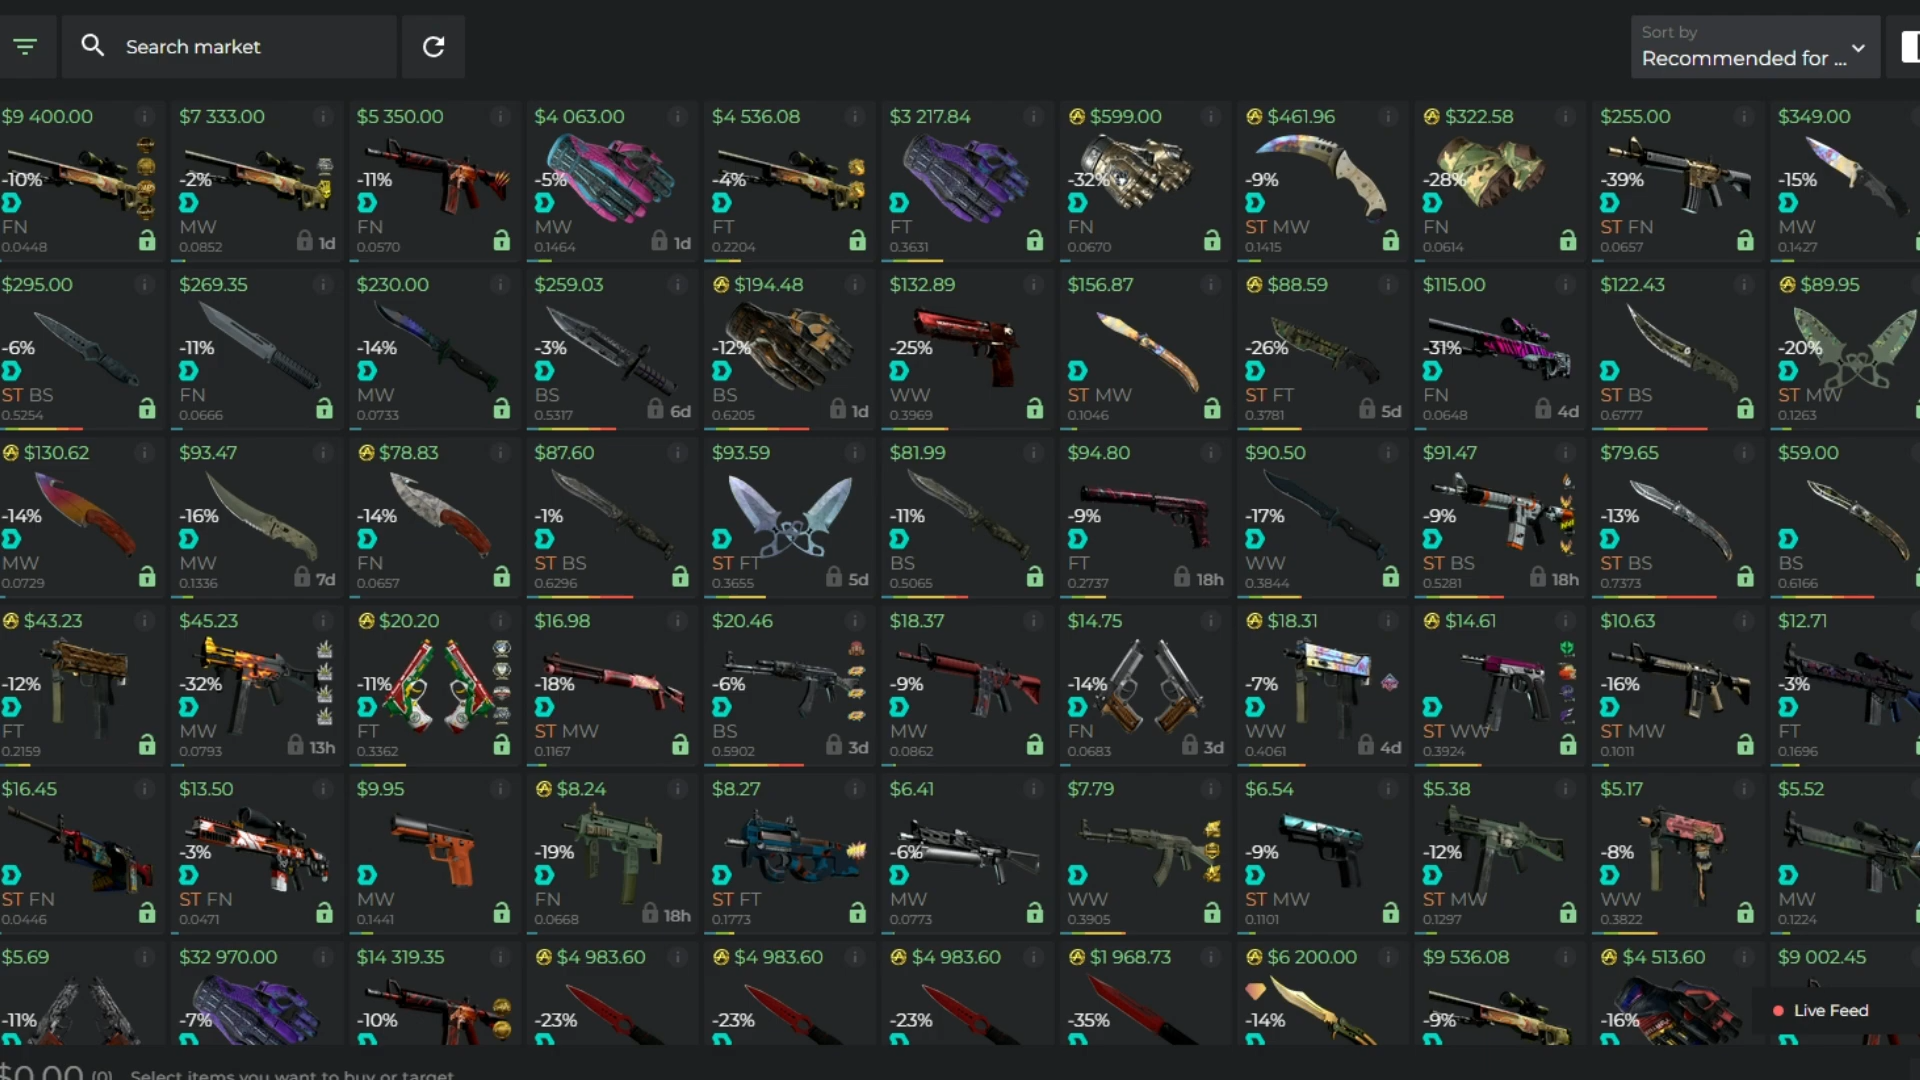 Search market
Sort by
Recommended for ...
$9 400.00 $7 333.00 $5 350.00 $4 063.00 $4 536.08 $3 217.84 $599.00 $461.96 $322.58 $255.00 $349.00
-10% -2% -11% -5% -4% -32% -9% -28% -39% -15%
FN MW FN MW FT FT FN ST MW FN ST FN MW
0.0448 0.0852 1d 0.0570 0.1464 1d 0.2204 0.3631 0.0670 0.1415 0.0614 0.0657 0.1427
$295.00 $269.35 $230.00 $259.03 $194.48 $132.89 $156.87 $88.59 $115.00 $122.43 $89.95
-6% -11% -14% -3% -12% -25% -26% -31% -20%
ST BS FN MW BS BS WW ST MW ST FT FN ST BS ST MW
0.5254 0.0666 0.0733 0.5317 6d 0.6205 1d 0.3969 0.1046 0.3781 5d 0.0648 4d 0.6777 0.1263
$130.62 $93.47 $78.83 $87.60 $93.59 $81.99 $94.80 $90.50 $91.47 $79.65 $59.00
-14% -16% -14% -1% -11% -9% -17% -9% -13%
MW MW FN ST BS ST FT BS FT WW ST BS ST BS BS
0.0729 0.1336 7d 0.0657 0.6296 0.3655 5d 0.5065 0.2737 18h 0.3844 0.5281 18h 0.7373 0.6166
$43.23 $45.23 $20.20 $16.98 $20.46 $18.37 $14.75 $18.31 $14.61 $10.63 $12.71
-12% -32% -11% -18% -6% -9% -14% -7% -16% -3%
FT MW FT ST MW BS MW FN WW ST WW ST MW FT
0.2159 0.0793 13h 0.3362 0.1167 0.5902 3d 0.0862 0.0683 3d 0.4061 4d 0.3924 0.1011 0.1696
$16.45 $13.50 $9.95 $8.24 $8.27 $6.41 $7.79 $6.54 $5.38 $5.17 $5.52
-3% -19% -6% -9% -12% -8%
ST FN ST FN MW FN ST FT MW WW ST MW ST MW WW MW
0.0446 0.0471 0.1441 0.0668 18h 0.1773 0.0773 0.3905 0.1101 0.1297 0.3822 0.1224
$5.69 $32 970.00 $14 319.35 $4 983.60 $4 983.60 $4 983.60 $1 968.73 $6 200.00 $9 536.08 $4 513.60 $9 002.45
-11% -7% -10% -23% -23% -23% -35% -14% -9% -16%
Live Feed
$0.00 (0) Select items you want to buy or target